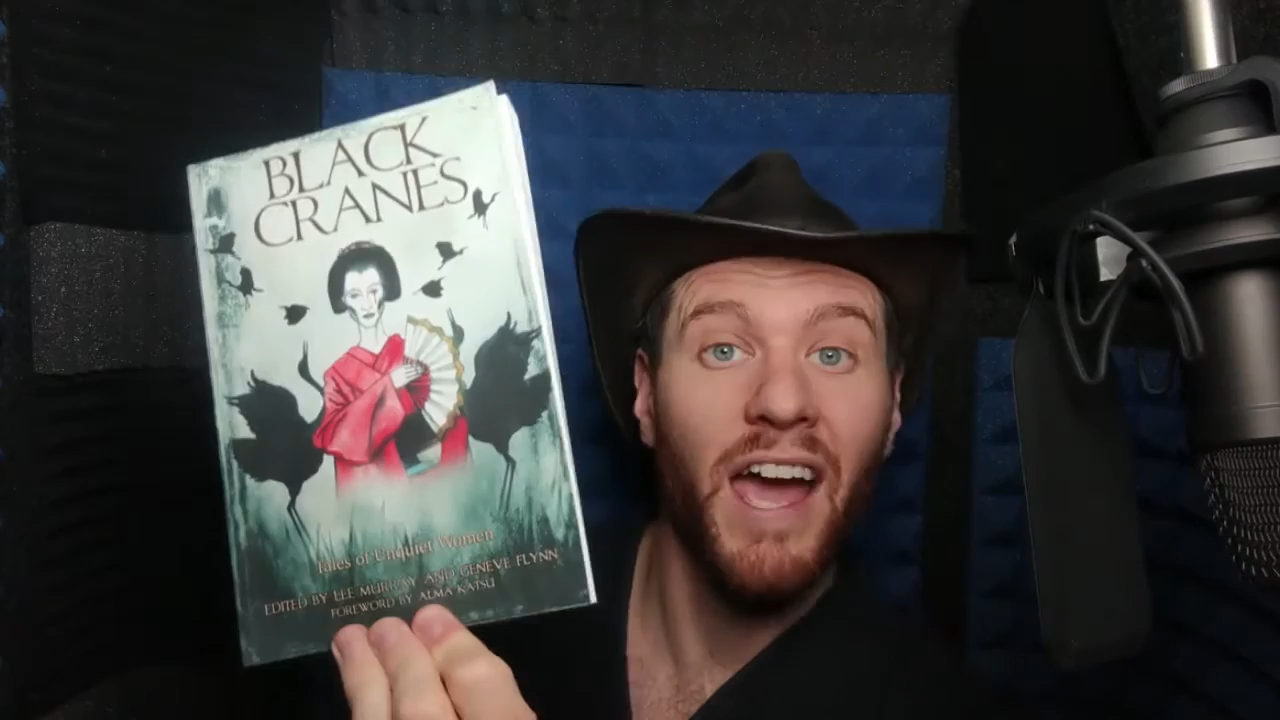 BLACK
CRANES
Tales of Unquiet Women
EDITED BY LEE MURRAY AND GENEVE FLYNN
FOREWORD BY ALMA KATSU